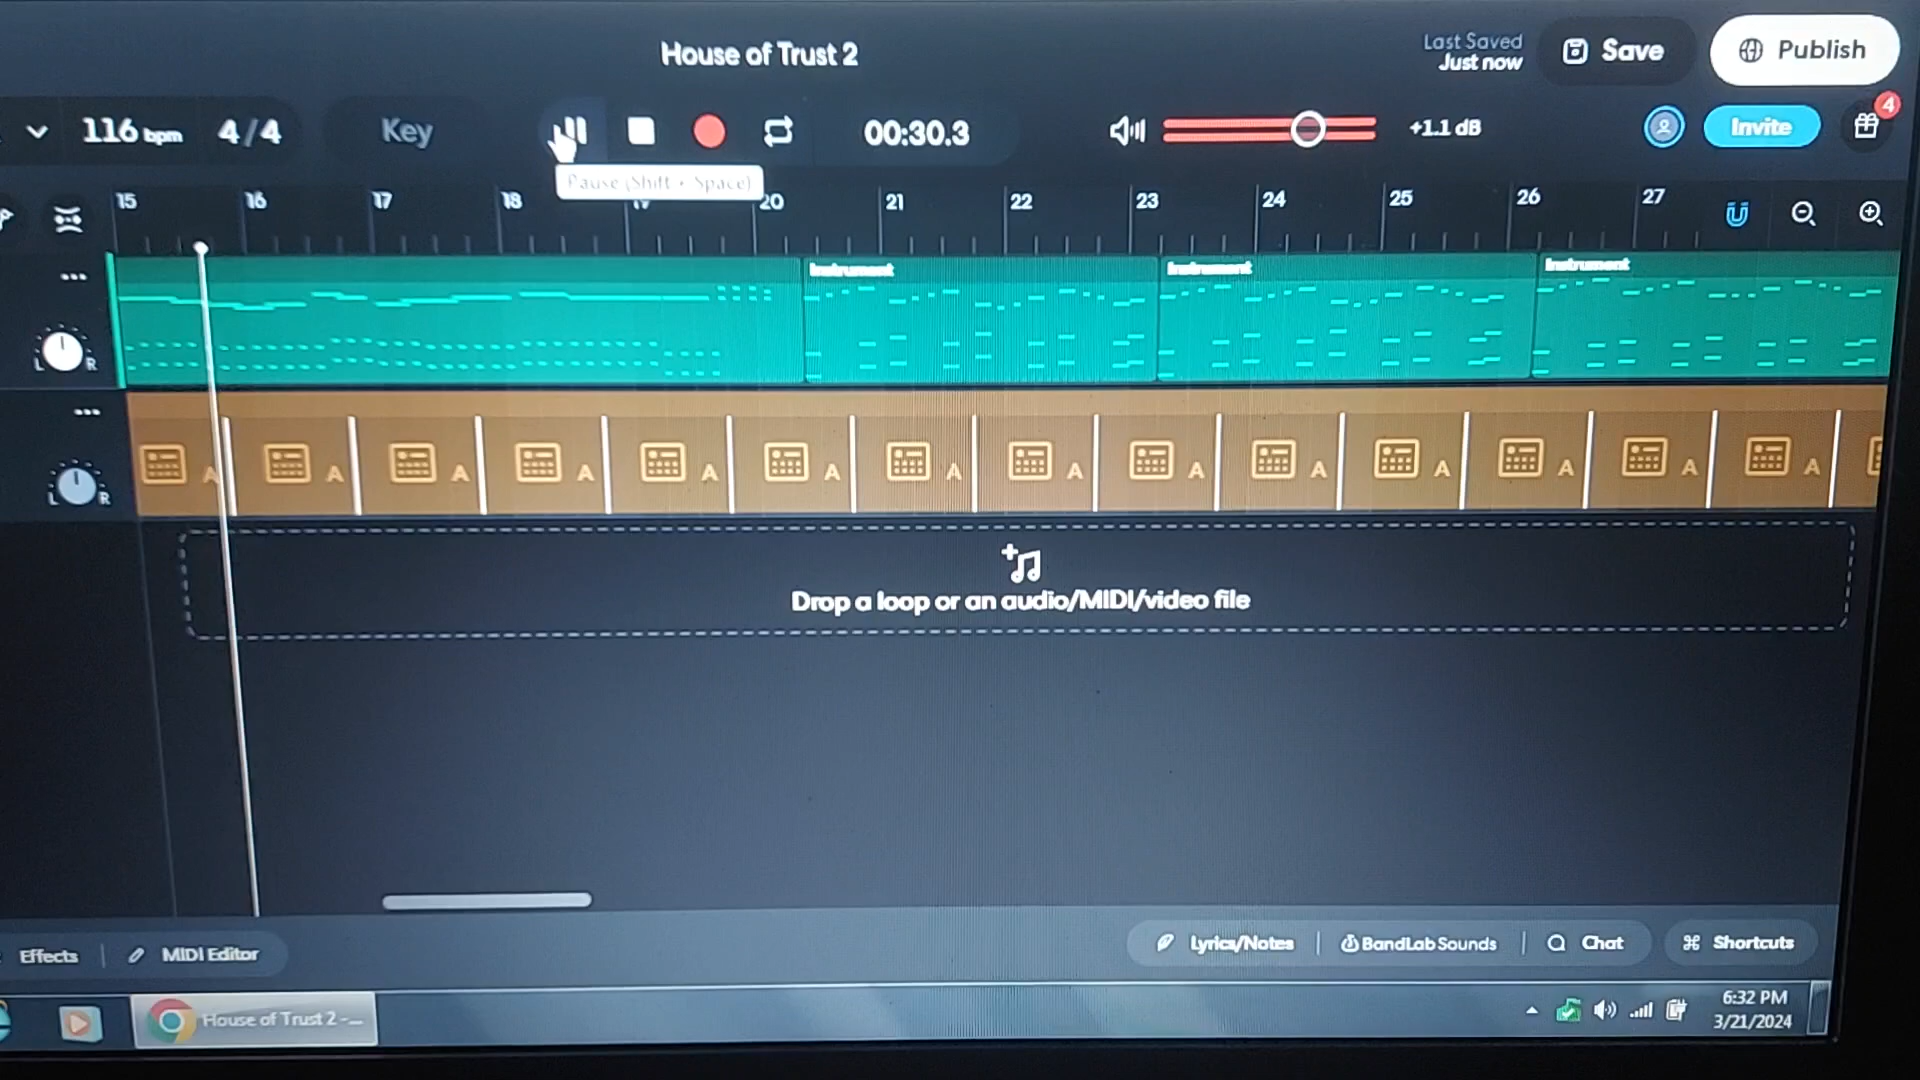 House of Trust 2
Last Saved
Just now
Save
Publish
116 bpm
4/4
Key
00:30.3
+1.1 dB
Invite
4
Pause (Shift + Space)
15 16 17 18 20 21 22 23 24 25 26 27
Instrument Instrument Instrument
L R
A A A A A A A A A A A A A A
L R
Drop a loop or an audio/MIDI/video file
Effects
MIDI Editor
Lyrics/Notes
BandLab Sounds
Chat
Shortcuts
House of Trust 2 -...
6:32 PM
3/21/2024